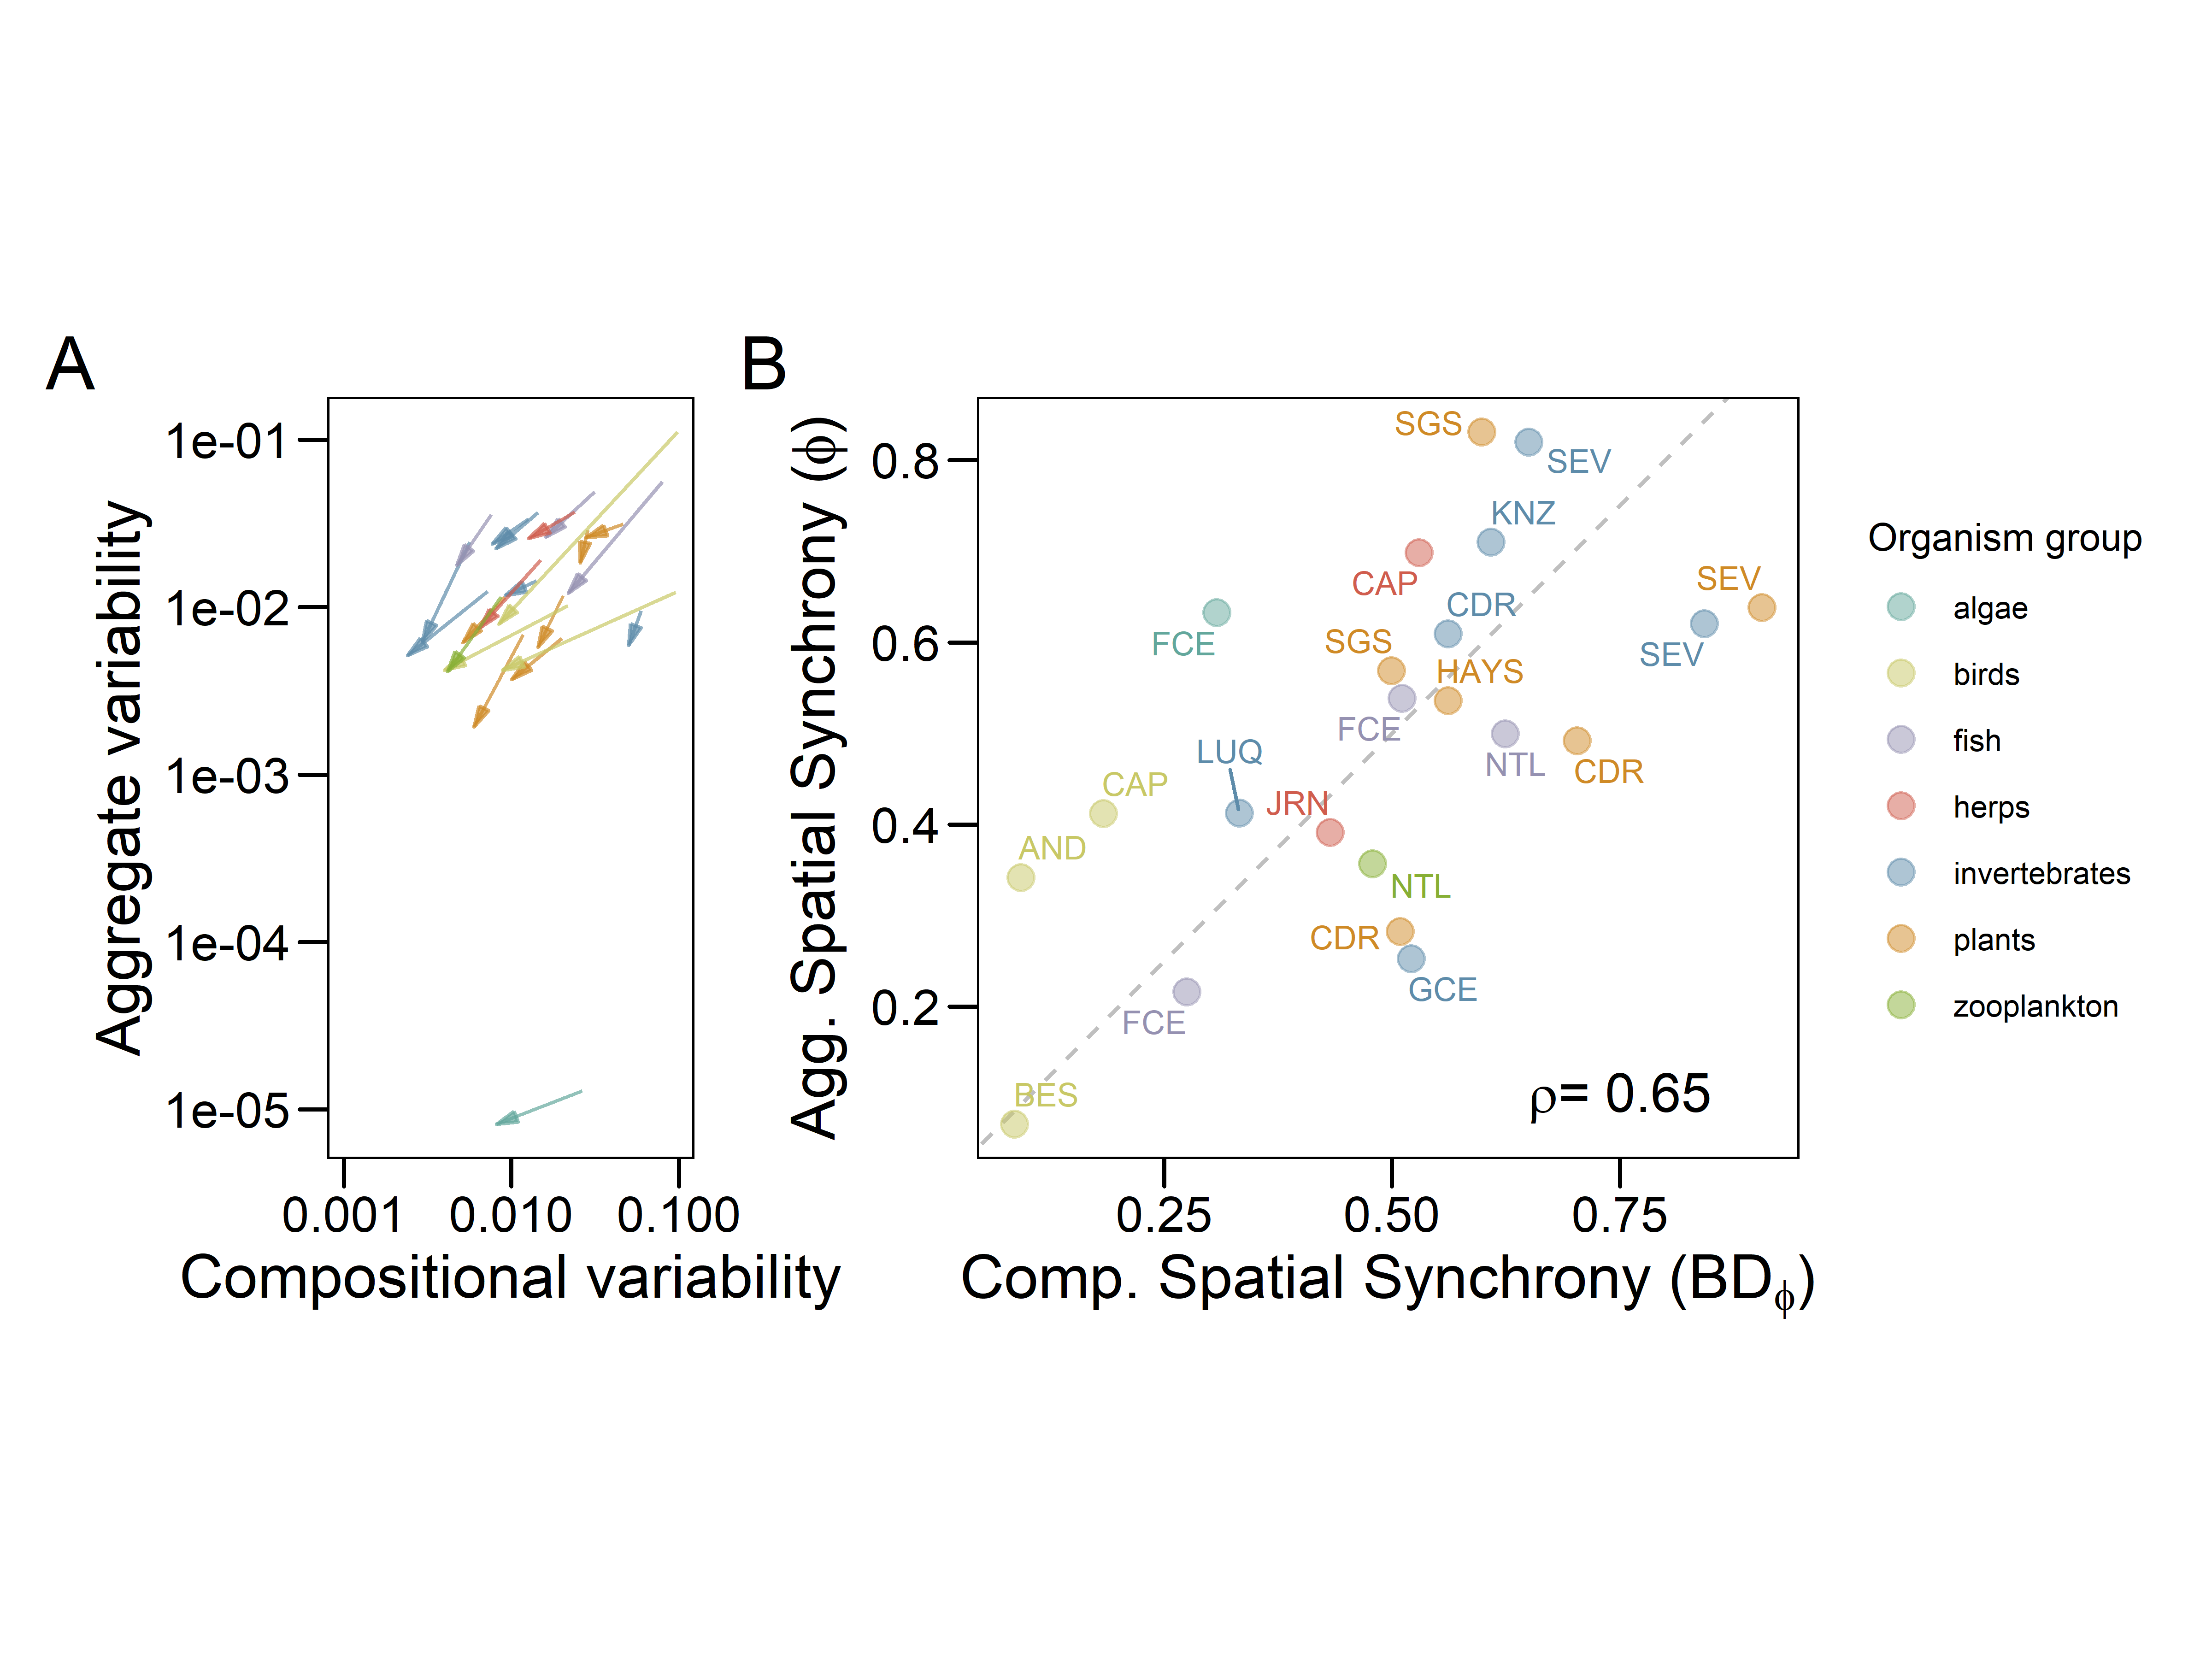 A
B
Aggregate variability
1e-01
1e-02
1e-03
1e-04
1e-05
0.001
0.010
0.100
Compositional variability
Agg. Spatial Synchrony (ϕ)
0.8
0.6
0.4
0.2
SGS
SEV
KNZ
CAP
SEV
CDR
FCE
SGS
SEV
HAYS
FCE
LUQ
NTL
CDR
CAP
JRN
AND
NTL
CDR
GCE
FCE
BES
ρ= 0.65
0.25
0.50
0.75
Comp. Spatial Synchrony (BDϕ)
Organism group
algae
birds
fish
herps
invertebrates
plants
zooplankton